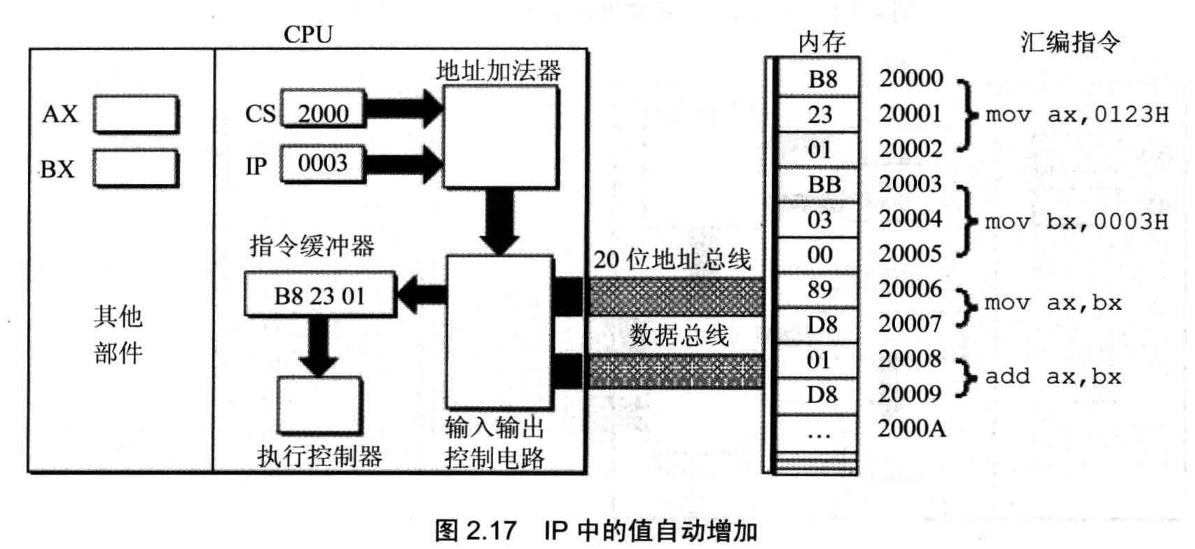 CPU
内存 汇编指令
地址加法器
AX
CS 2000
BX
IP 0003
指令缓冲器
B8 23 01
其他
部件
执行控制器
输入输出
控制电路
20 位地址总线
数据总线
B8 20000
23 20001 mov ax,0123H
01 20002
BB 20003
03 20004 mov bx,0003H
00 20005
89 20006
mov ax,bx
D8 20007
01 20008
add ax,bx
D8 20009
… 2000A
图 2.17 IP 中的值自动增加